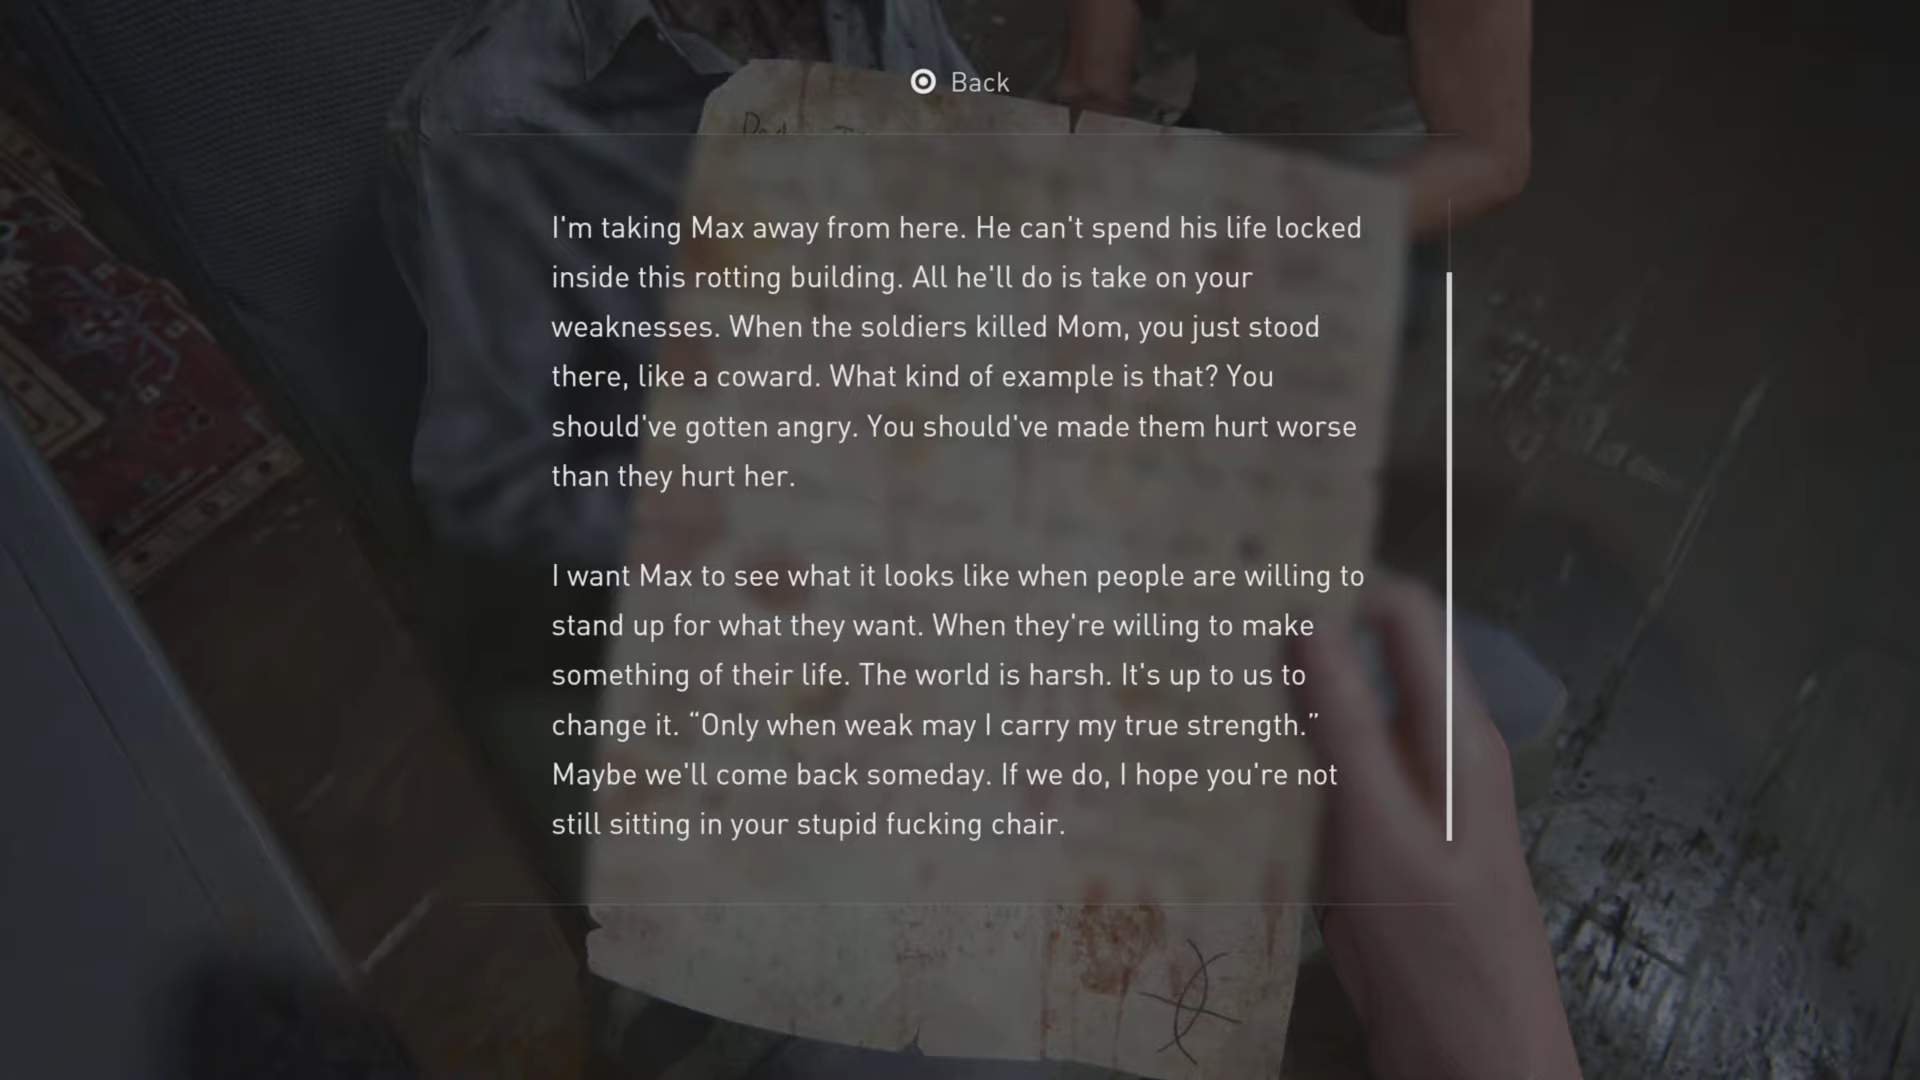 Back
I'm taking Max away from here. He can't spend his life locked
inside this rotting building. All he'll do is take on your
weaknesses. When the soldiers killed Mom, you just stood
there, like a coward. What kind of example is that? You
should've gotten angry. You should've made them hurt worse
than they hurt her.
I want Max to see what it looks like when people are willing to
stand up for what they want. When they're willing to make
something of their life. The world is harsh. It's up to us to
change it. “Only when weak may I carry my true strength.”
Maybe we'll come back someday. If we do, I hope you're not
still sitting in your stupid fucking chair.